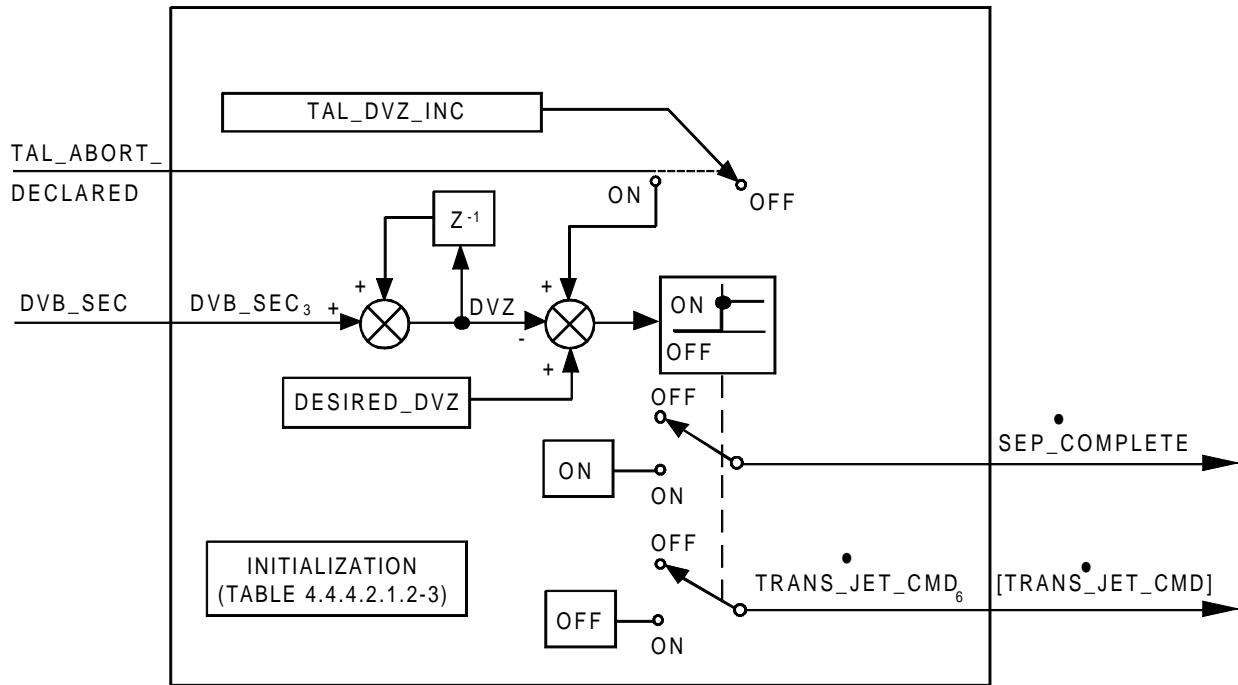 TAL_DVZ_INC
TAL_ABORT_
DECLARED
ON
OFF
Z-1
+
+
DVB_SEC
DVB_SEC3
+
DVZ
-
+
ON
OFF
DESIRED_DVZ
OFF
ON
ON
SEP_COMPLETE
INITIALIZATION
(TABLE 4.4.4.2.1.2-3)
OFF
OFF
ON
TRANS_JET_CMD6
[TRANS_JET_CMD]